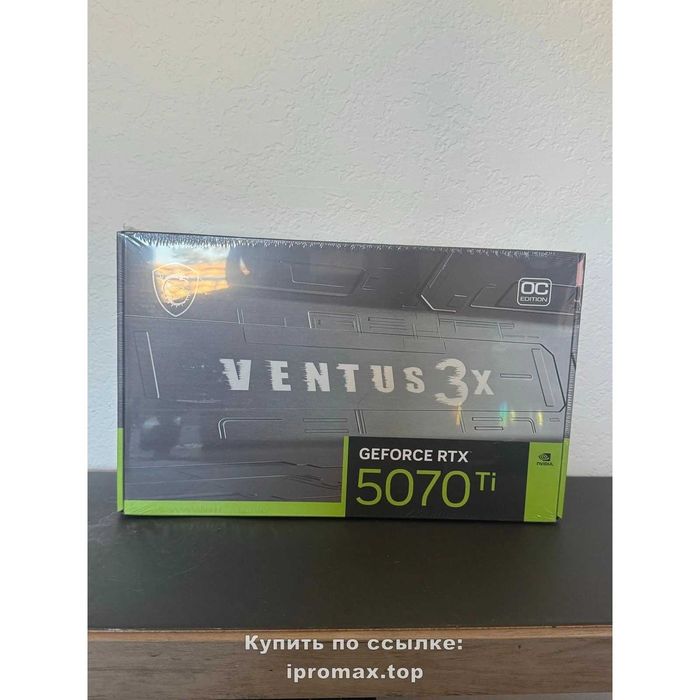 OC
EDITION
VENTUS 3X
GEFORCE RTX
5070 Ti
NVIDIA
Купить по ссылке:
ipromax.top